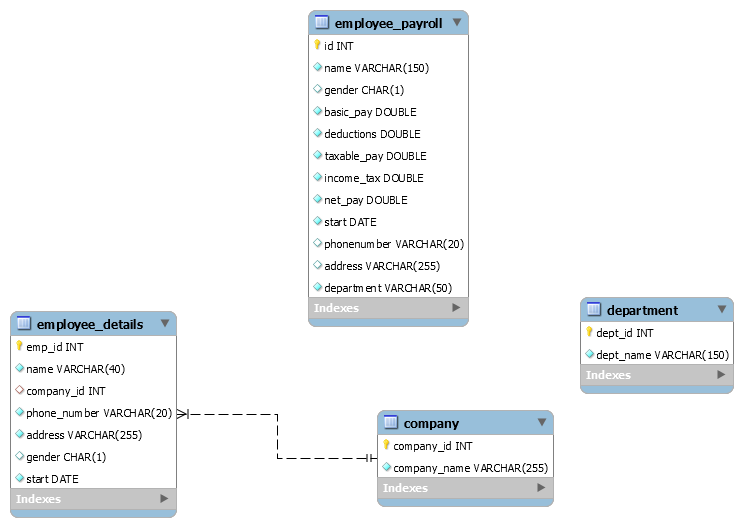 employee_payroll
id INT
name VARCHAR(150)
gender CHAR(1)
basic_pay DOUBLE
deductions DOUBLE
taxable_pay DOUBLE
income_tax DOUBLE
net_pay DOUBLE
start DATE
phonenumber VARCHAR(20)
address VARCHAR(255)
department VARCHAR(50)
Indexes
employee_details
emp_id INT
name VARCHAR(40)
company_id INT
phone_number VARCHAR(20)
address VARCHAR(255)
gender CHAR(1)
start DATE
Indexes
company
company_id INT
company_name VARCHAR(255)
Indexes
department
dept_id INT
dept_name VARCHAR(150)
Indexes